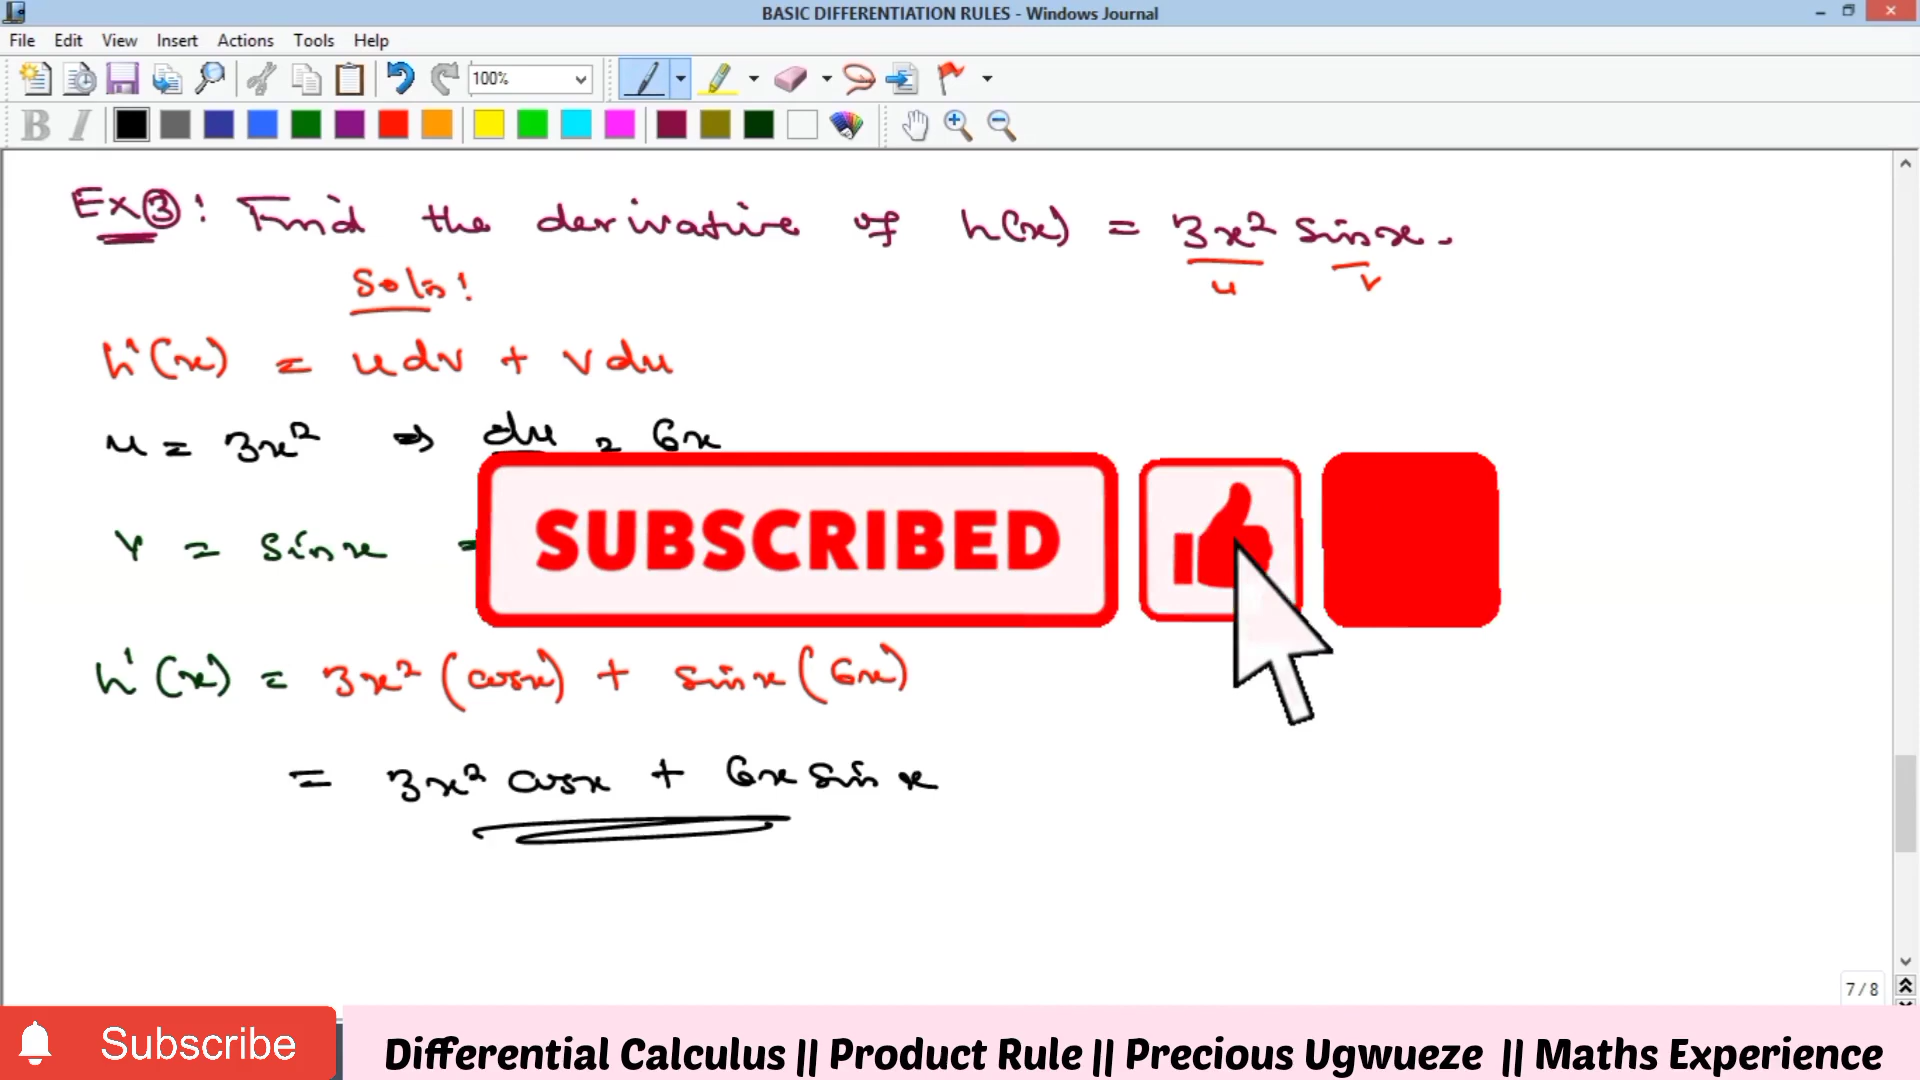 BASIC DIFFERENTIATION RULES - Windows Journal
File Edit View Insert Actions Tools Help
100%
B I
Ex ③: Find the derivative of h(x) = 3x² sinx.
u v
Soln:
h'(x) = udv + vdu
u = 3x² ⇒ du = 6x
v = sinx =
SUBSCRIBED
h'(x) = 3x² (cosx) + sinx (6x)
= 3x² cosx + 6x sin x
7 / 8
Subscribe
Differential Calculus || Product Rule || Precious Ugwueze || Maths Experience